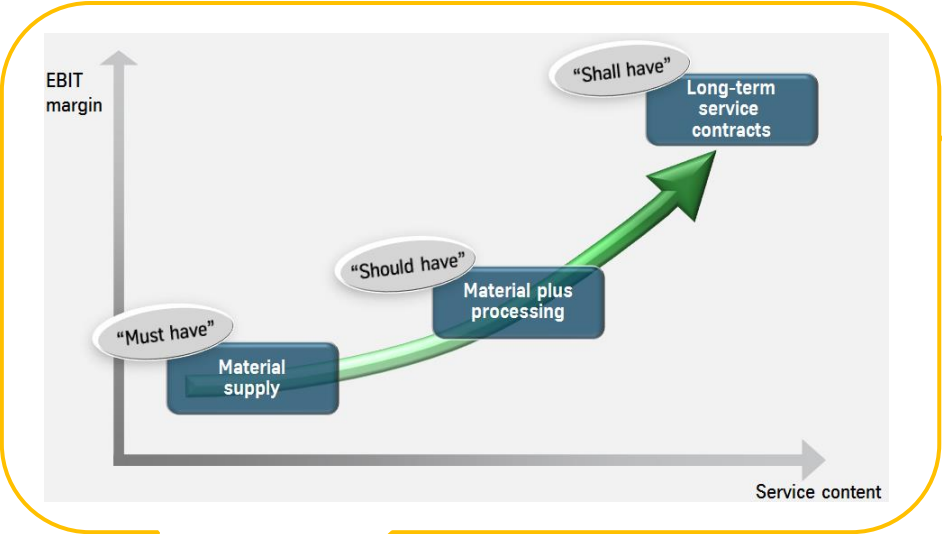 EBIT
margin
“Shall have”
Long-term
service
contracts
“Should have”
Material plus
processing
“Must have”
Material
supply
Service content